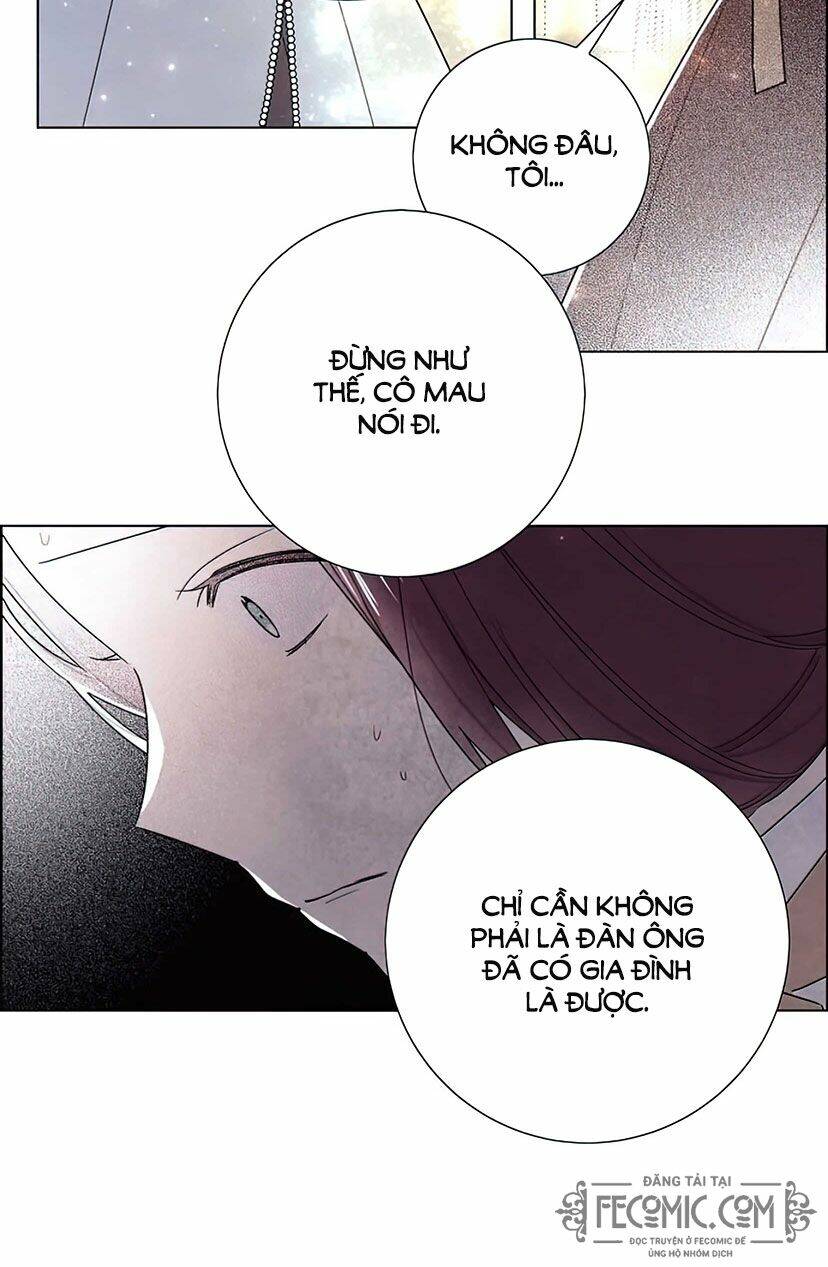 KHÔNG ĐÂU,
TÔI...
ĐỪNG NHƯ
THẾ, CÔ MAU
NÓI ĐI.
CHỈ CẦN KHÔNG
PHẢI LÀ ĐÀN ÔNG
ĐÃ CÓ GIA ĐÌNH
LÀ ĐƯỢC.
ĐĂNG TẢI TẠI
FECOMIC.COM
ĐỌC TRUYỆN Ở FECOMIC ĐỂ
ỦNG HỘ NHÓM DỊCH